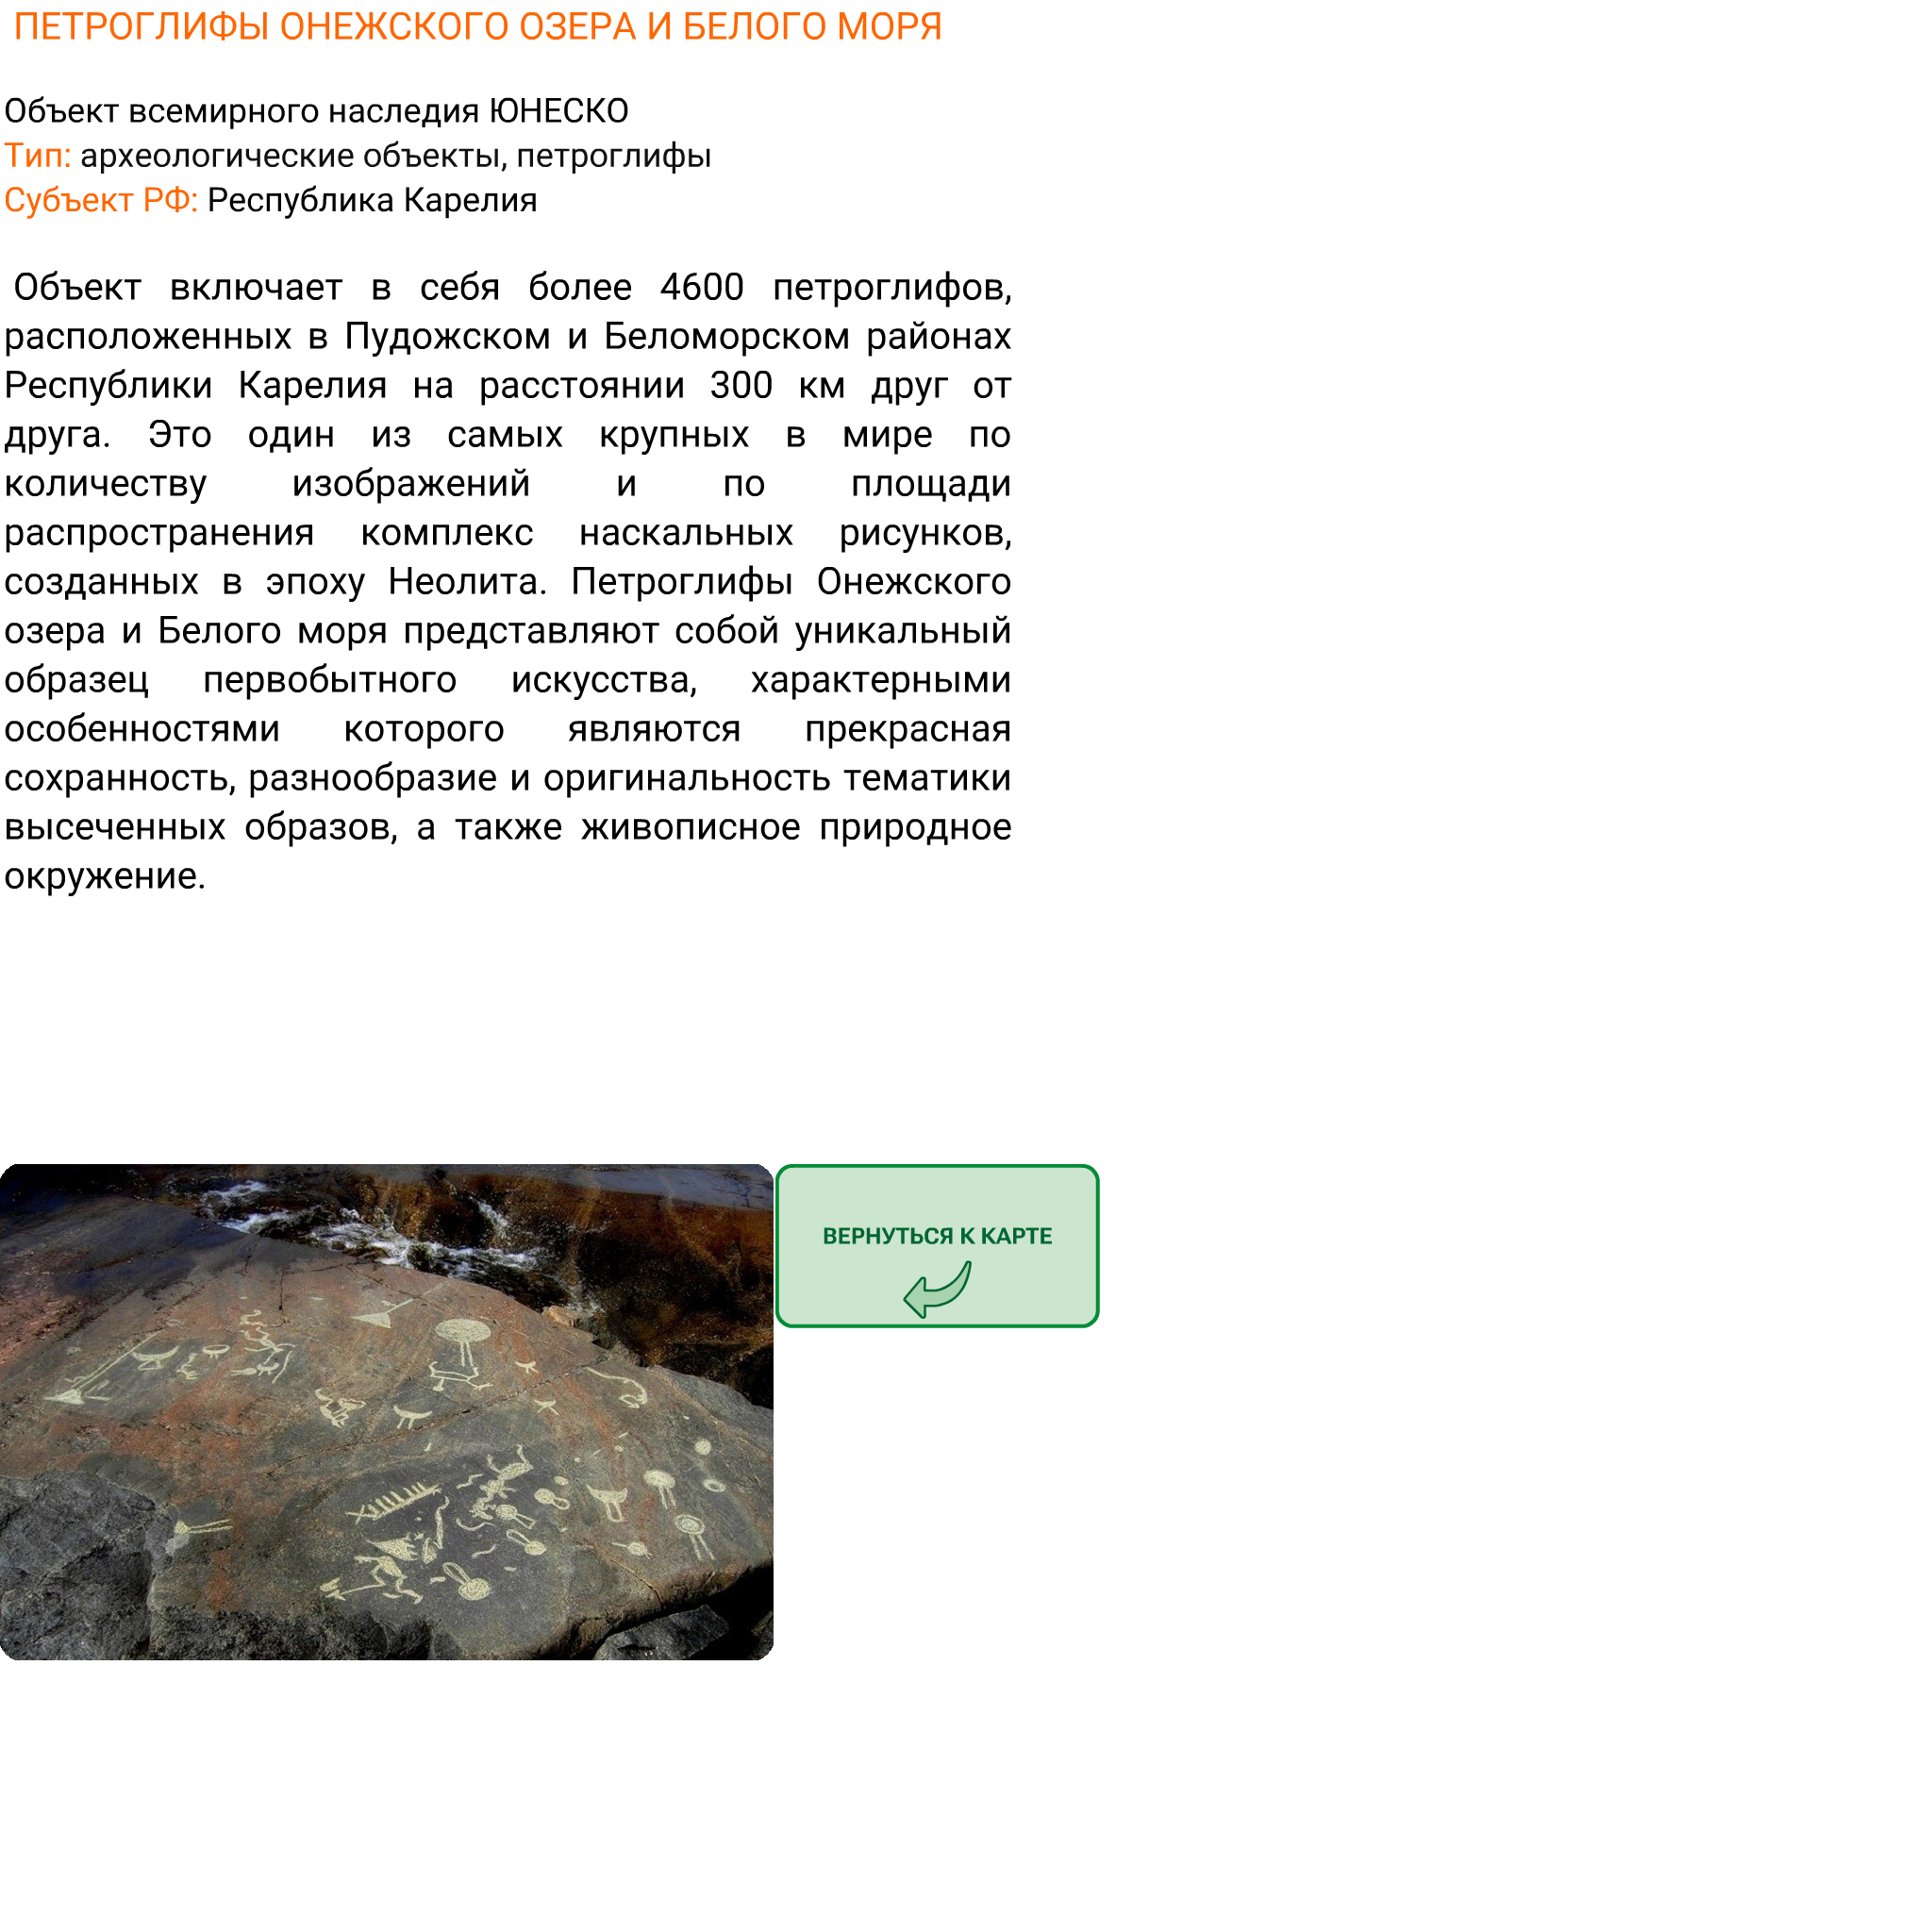 ПЕТРОГЛИФЫ ОНЕЖСКОГО ОЗЕРА И БЕЛОГО МОРЯ
Объект всемирного наследия ЮНЕСКО
Тип: археологические объекты, петроглифы
Субъект РФ: Республика Карелия
Объект включает в себя более 4600 петроглифов,
расположенных в Пудожском и Беломорском районах
Республики Карелия на расстоянии 300 км друг от
друга. Это один из самых крупных в мире по
количеству изображений и по площади
распространения комплекс наскальных рисунков,
созданных в эпоху Неолита. Петроглифы Онежского
озера и Белого моря представляют собой уникальный
образец первобытного искусства, характерными
особенностями которого являются прекрасная
сохранность, разнообразие и оригинальность тематики
высеченных образов, а также живописное природное
окружение.
ВЕРНУТЬСЯ К КАРТЕ